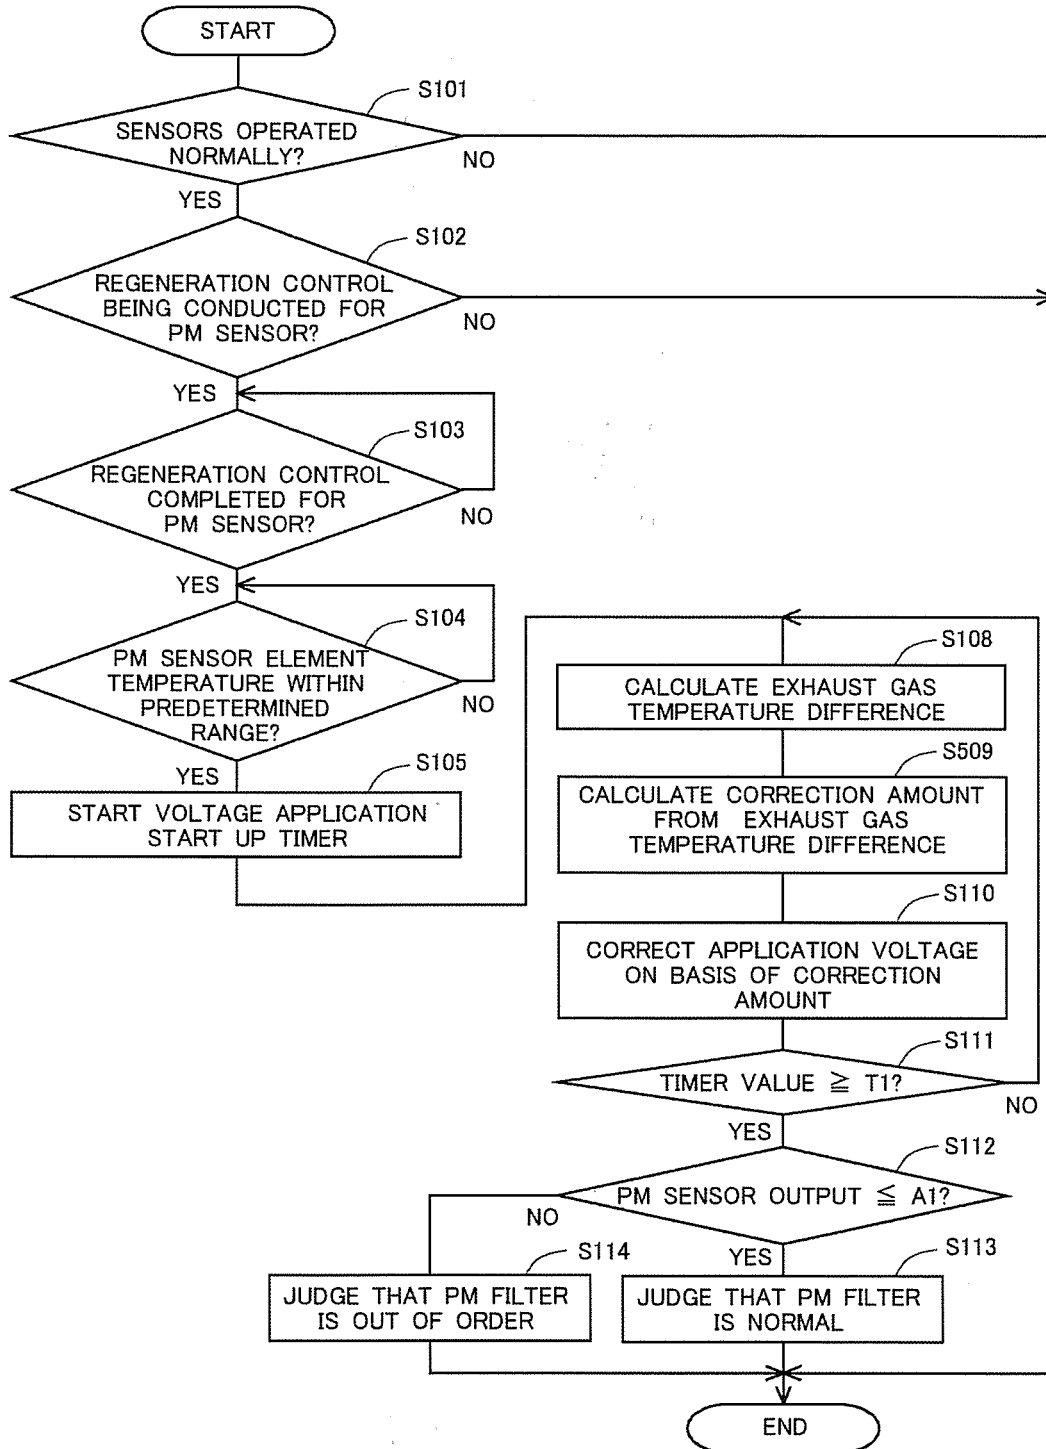 START
S101
SENSORS OPERATED
NORMALLY?
NO
YES
S102
REGENERATION CONTROL
BEING CONDUCTED FOR
PM SENSOR?
NO
YES
S103
REGENERATION CONTROL
COMPLETED FOR
PM SENSOR?
NO
YES
S104
PM SENSOR ELEMENT
TEMPERATURE WITHIN
PREDETERMINED
RANGE?
NO
YES
S105
START VOLTAGE APPLICATION
START UP TIMER
S108
CALCULATE EXHAUST GAS
TEMPERATURE DIFFERENCE
S509
CALCULATE CORRECTION AMOUNT
FROM EXHAUST GAS
TEMPERATURE DIFFERENCE
S110
CORRECT APPLICATION VOLTAGE
ON BASIS OF CORRECTION
AMOUNT
S111
TIMER VALUE ≧ T1?
NO
YES
S112
PM SENSOR OUTPUT ≦ A1?
NO
YES
S114
JUDGE THAT PM FILTER
IS OUT OF ORDER
S113
JUDGE THAT PM FILTER
IS NORMAL
END